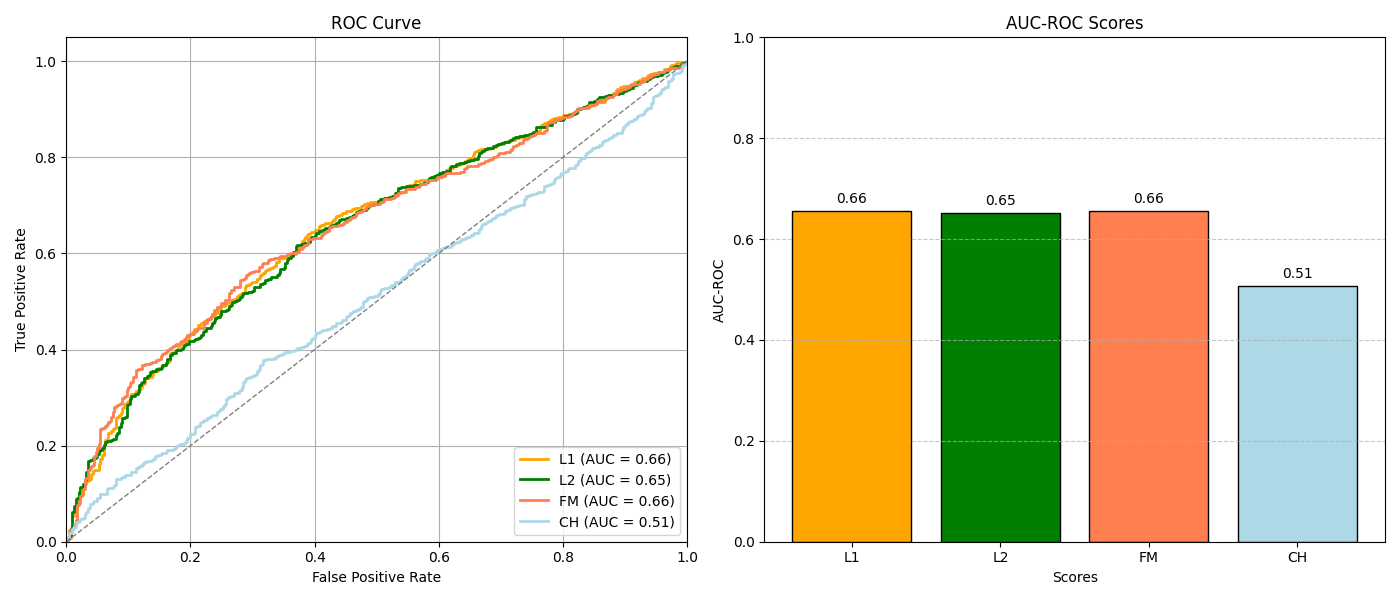 ROC Curve
True Positive Rate
1.0
0.8
0.6
0.4
0.2
0.0
0.0 0.2 0.4 0.6 0.8 1.0
False Positive Rate
L1 (AUC = 0.66)
L2 (AUC = 0.65)
FM (AUC = 0.66)
CH (AUC = 0.51)
AUC-ROC Scores
AUC-ROC
1.0
0.8
0.6
0.4
0.2
0.0
0.66 0.65 0.66 0.51
L1 L2 FM CH
Scores